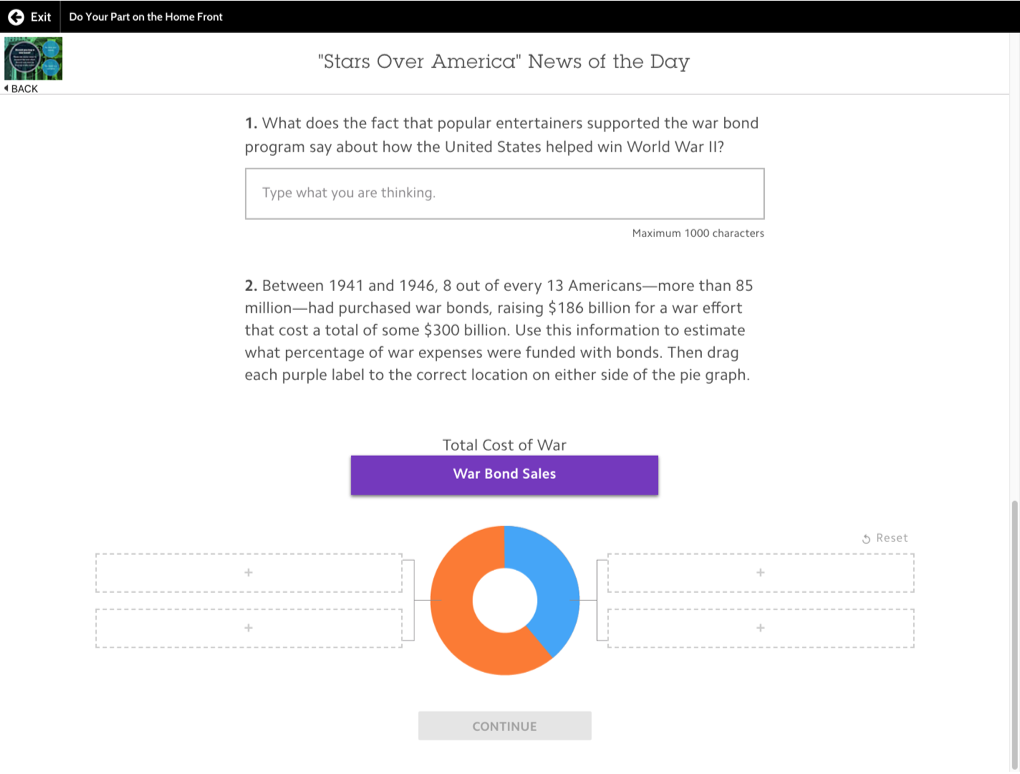 Exit
Do Your Part on the Home Front
BACK
"Stars Over America" News of the Day
1. What does the fact that popular entertainers supported the war bond
program say about how the United States helped win World War II?
Type what you are thinking.
Maximum 1000 characters
2. Between 1941 and 1946, 8 out of every 13 Americans—more than 85
million—had purchased war bonds, raising $186 billion for a war effort
that cost a total of some $300 billion. Use this information to estimate
what percentage of war expenses were funded with bonds. Then drag
each purple label to the correct location on either side of the pie graph.
Total Cost of War
War Bond Sales
Reset
+
+
+
+
CONTINUE